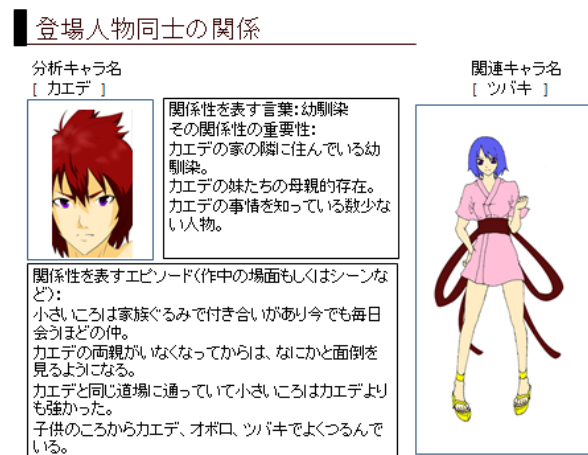 登場人物同士の関係
分析キャラ名
[ カエデ ]
関連キャラ名
[ ツバキ ]
関係性を表す言葉:幼馴染
その関係性の重要性:
カエデの家の隣に住んでいる幼
馴染。
カエデの妹たちの母親的存在。
カエデの事情を知っている数少な
い人物。
関係性を表すエピソード(作中の場面もしくはシーンな
ど):
小さいころは家族ぐるみで付き合いがあり今でも毎日
会うほどの仲。
カエデの両親がいなくなってからは、なにかと面倒を
見るようになる。
カエデと同じ道場に通っていて小さいころはカエデより
も強かった。
子供のころからカエデ、オボロ、ツバキでよくつるんで
いる。